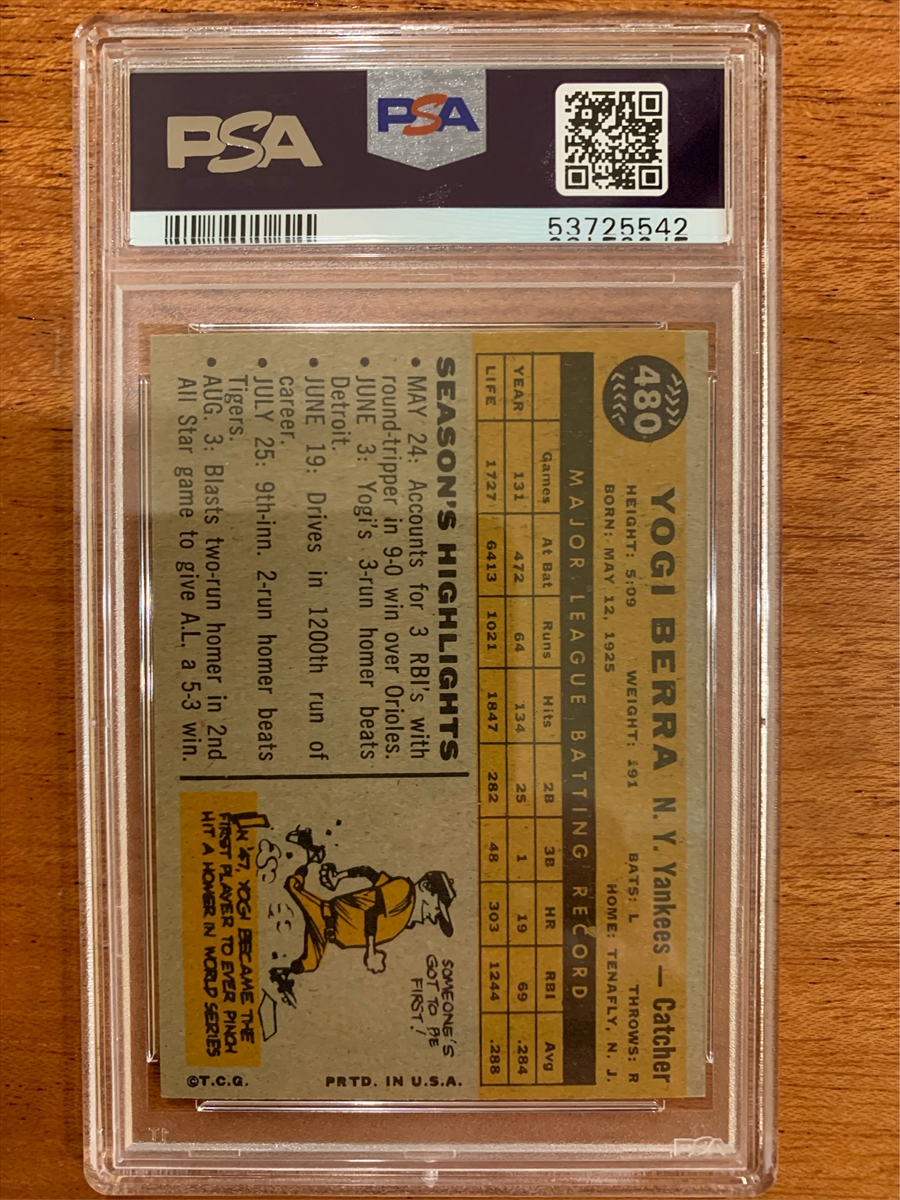 PSA
PSA
53725542
480
YOGI BERRA N. Y. Yankees — Catcher
HEIGHT: 5:09 WEIGHT: 191 BATS: L THROWS: R
BORN: MAY 12, 1925 HOME: TENAFLY, N. J.
MAJOR LEAGUE BATTING RECORD
Games At Bat Runs Hits 2B 3B HR RBI Avg
YEAR 131 472 64 134 25 1 19 69 .284
LIFE 1727 6413 1021 1847 282 48 303 1244 .288
SEASON'S HIGHLIGHTS
• MAY 24: Accounts for 3 RBI's with
round-tripper in 9-0 win over Orioles.
• JUNE 3: Yogi's 3-run homer beats
Detroit.
• JUNE 19: Drives in 1200th run of
career.
• JULY 25: 9th-inn. 2-run homer beats
Tigers.
• AUG. 3: Blasts two-run homer in 2nd
All Star game to give A.L. a 5-3 win.
SOMEONE'S
GOT TO BE
FIRST!
IN '47, YOGI BECAME THE
FIRST PLAYER TO EVER PINCH
HIT A HOMER IN WORLD SERIES
©T.C.G. PRTD. IN U.S.A.
PSA